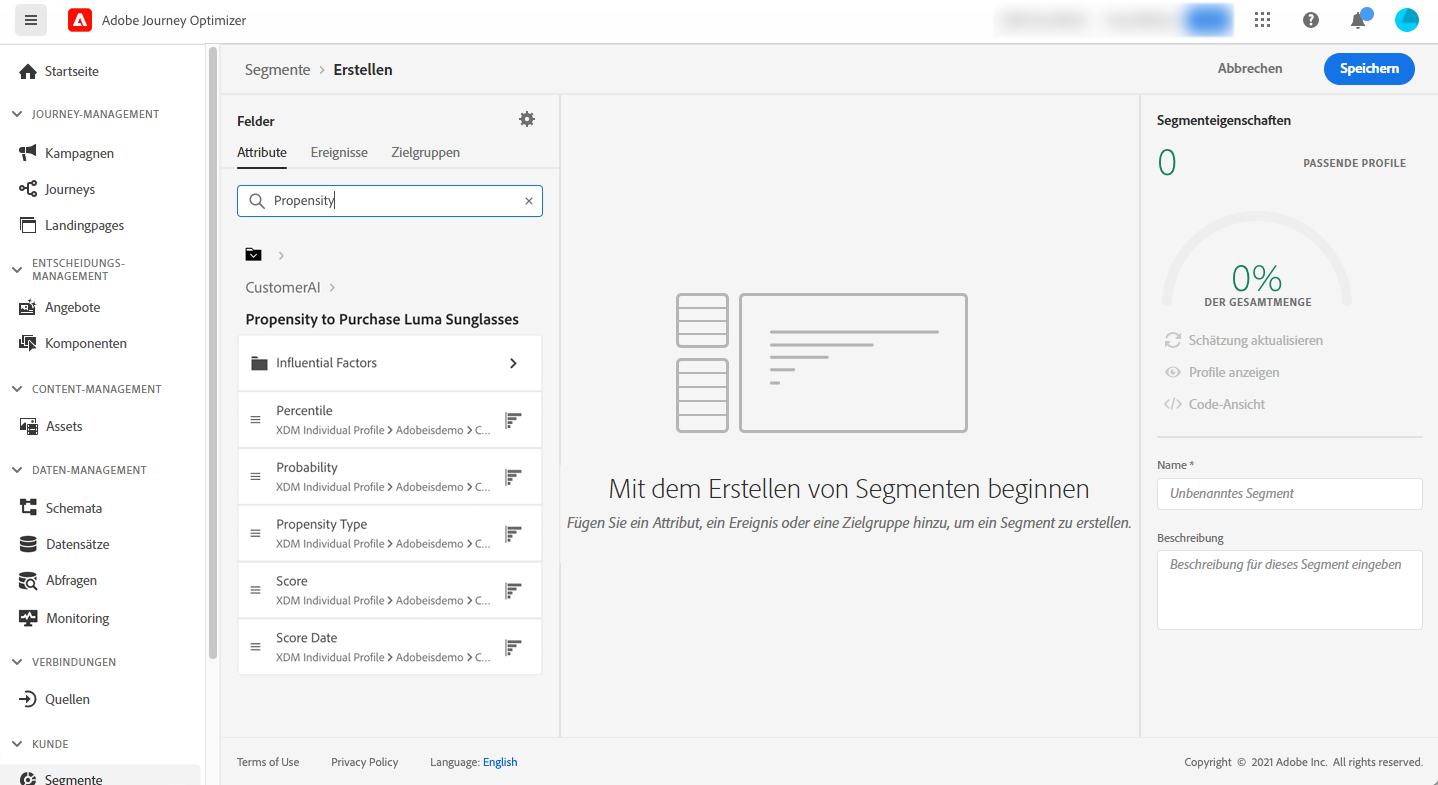 Adobe Journey Optimizer
Startseite
JOURNEY-MANAGEMENT
Kampagnen
Journeys
Landingpages
ENTSCHEIDUNGS-
MANAGEMENT
Angebote
Komponenten
CONTENT-MANAGEMENT
Assets
DATEN-MANAGEMENT
Schemata
Datensätze
Abfragen
Monitoring
VERBINDUNGEN
Quellen
KUNDE
Segmente
Segmente > Erstellen
Abbrechen
Speichern
Felder
Attribute Ereignisse Zielgruppen
Propensity
CustomerAI >
Propensity to Purchase Luma Sunglasses
Influential Factors
Percentile
XDM Individual Profile > Adobeisdemo > C...
Probability
XDM Individual Profile > Adobeisdemo > C...
Propensity Type
XDM Individual Profile > Adobeisdemo > C...
Score
XDM Individual Profile > Adobeisdemo > C...
Score Date
XDM Individual Profile > Adobeisdemo > C...
Mit dem Erstellen von Segmenten beginnen
Fügen Sie ein Attribut, ein Ereignis oder eine Zielgruppe hinzu, um ein Segment zu erstellen.
Segmenteigenschaften
0 PASSENDE PROFILE
0%
DER GESAMTMENGE
Schätzung aktualisieren
Profile anzeigen
</> Code-Ansicht
Name *
Unbenanntes Segment
Beschreibung
Beschreibung für dieses Segment eingeben
Terms of Use Privacy Policy Language: English
Copyright © 2021 Adobe Inc. All rights reserved.